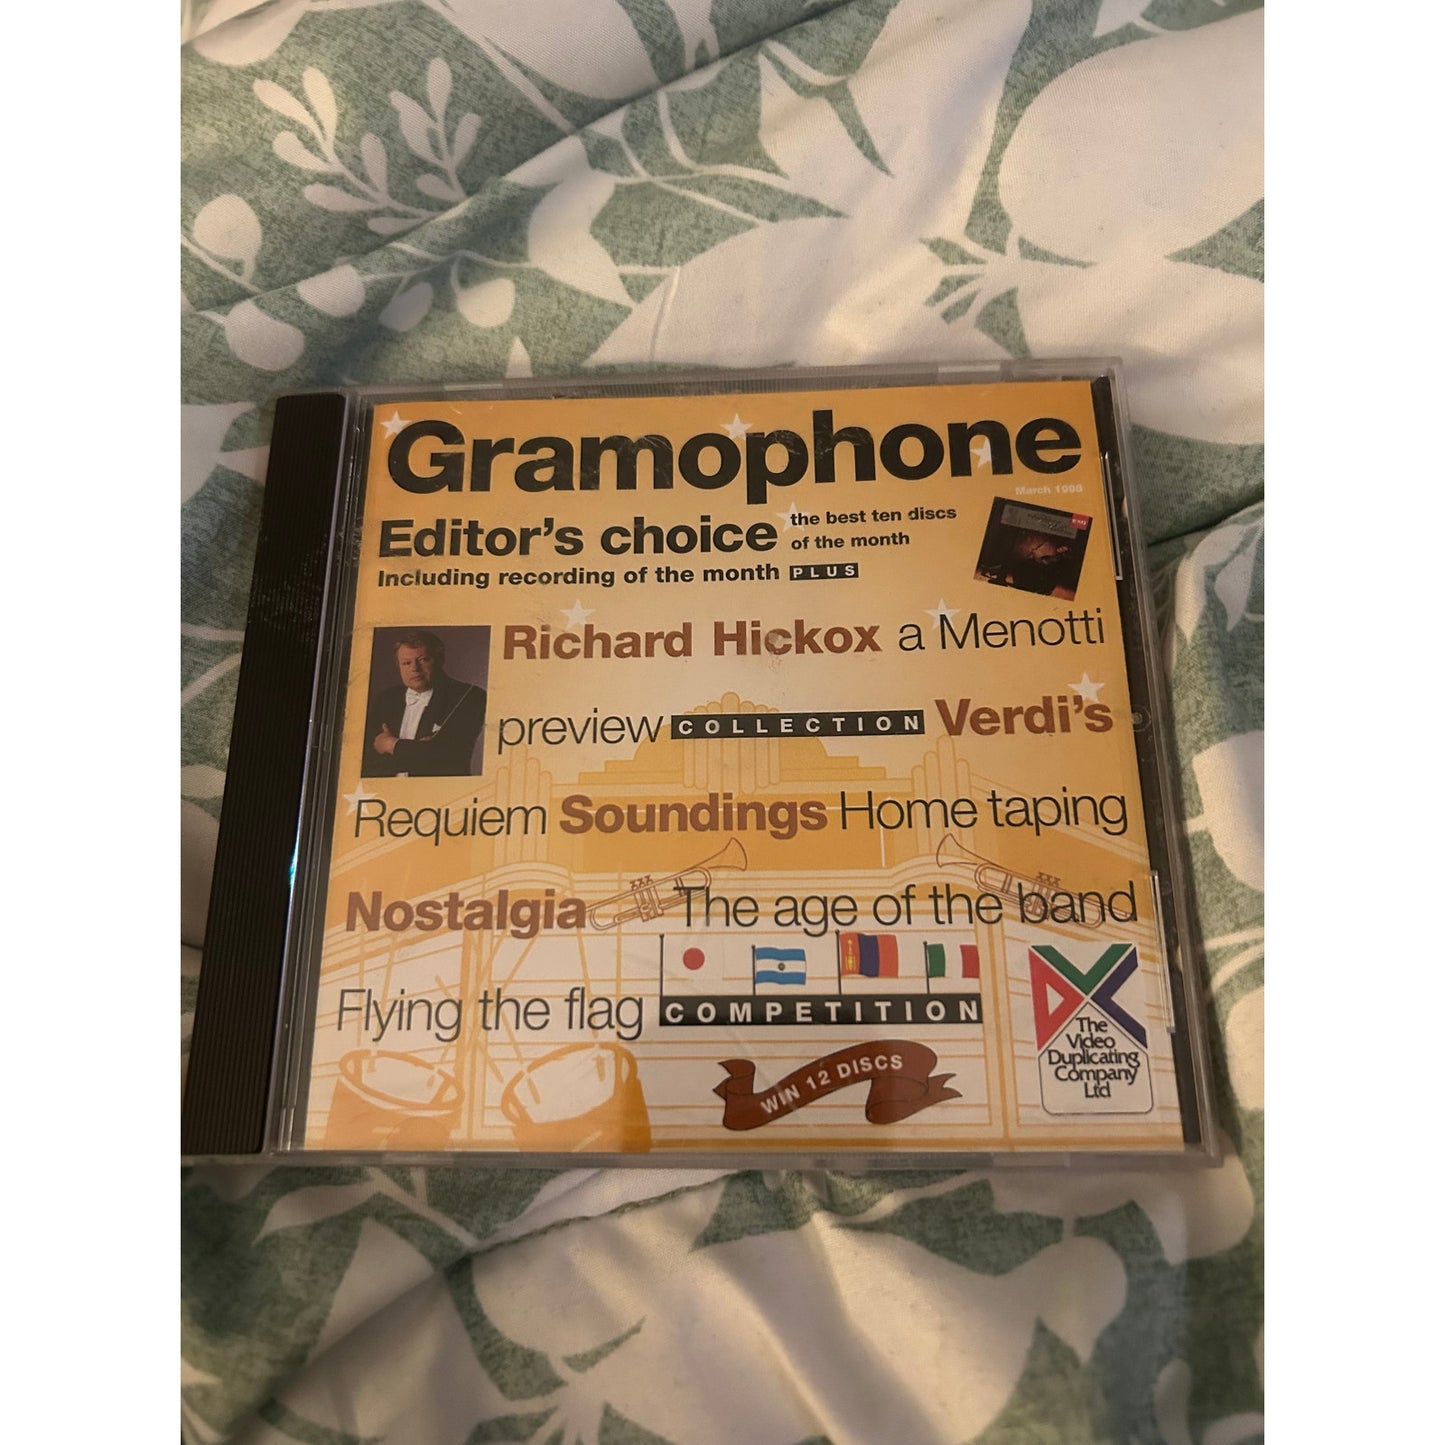 Gramophone
March 1998
Editor's choice the best ten discs of the month
Including recording of the month PLUS
Richard Hickox a Menotti
preview COLLECTION Verdi's
Requiem Soundings Home taping
Nostalgia The age of the band
Flying the flag COMPETITION
WIN 12 DISCS
The
Video
Duplicating
Company
Ltd